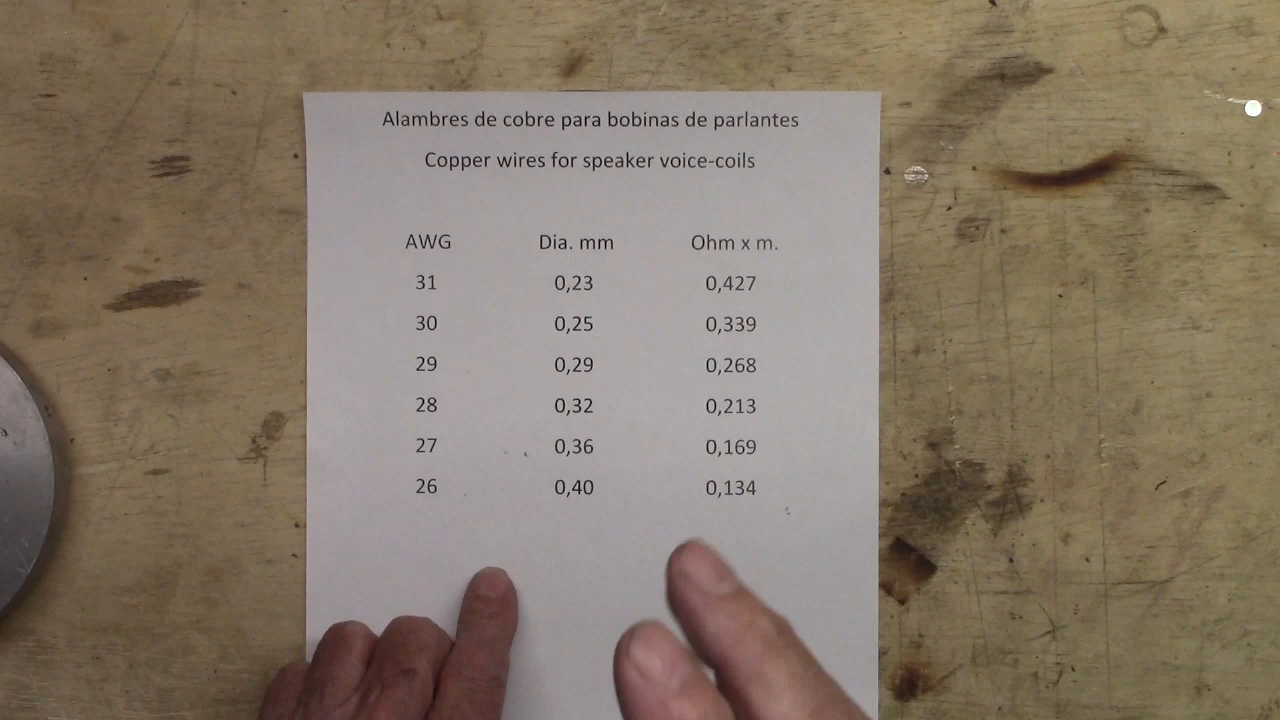 Alambres de cobre para bobinas de parlantes
Copper wires for speaker voice-coils
AWG Dia. mm Ohm x m.
31 0,23 0,427
30 0,25 0,339
29 0,29 0,268
28 0,32 0,213
27 0,36 0,169
26 0,40 0,134